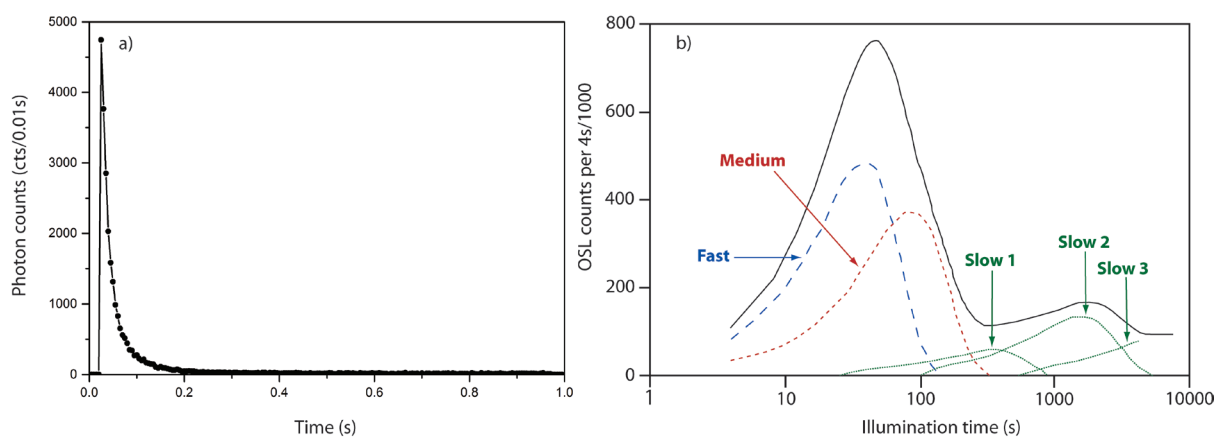 a)
5000
4000
3000
2000
1000
0
Photon counts (cts/0.01s)
0.0 0.2 0.4 0.6 0.8 1.0
Time (s)
b)
800
600
400
200
0
OSL counts per 4s/1000
Medium
Fast
Slow 1
Slow 2
Slow 3
1 10 100 1000 10000
Illumination time (s)